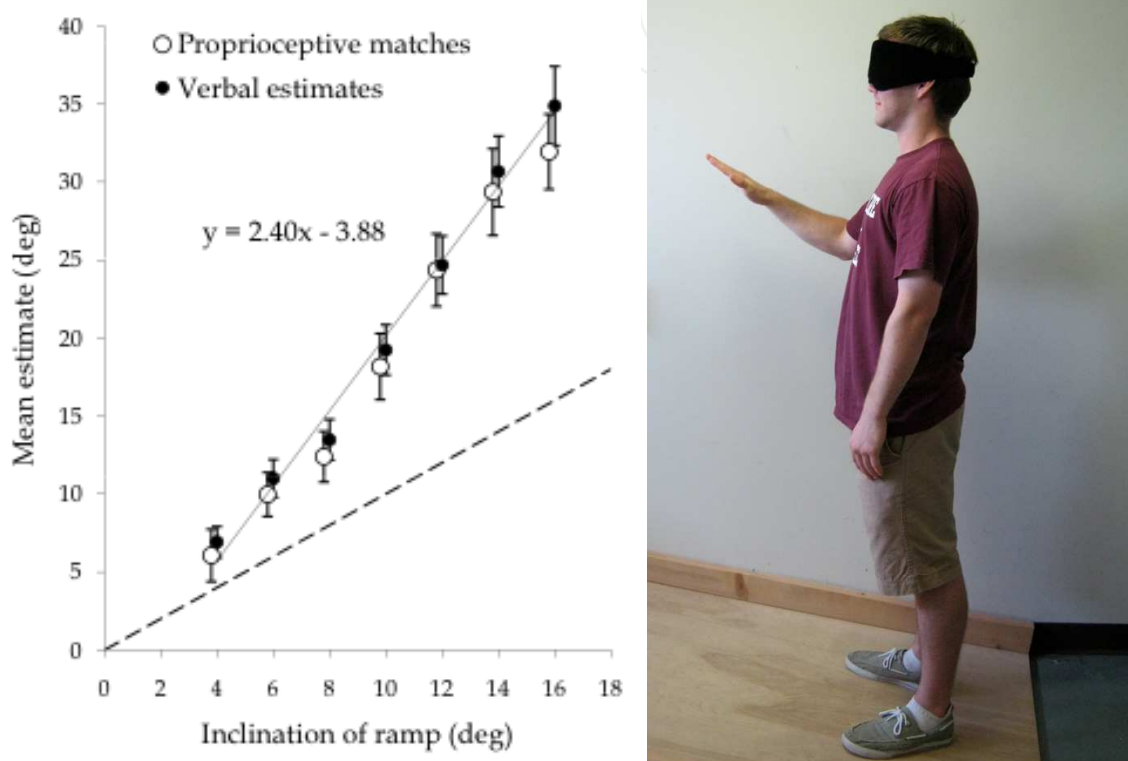 40
35
30
25
20
15
10
5
0
Mean estimate (deg)
○ Proprioceptive matches
● Verbal estimates
y = 2.40x - 3.88
0 2 4 6 8 10 12 14 16 18
Inclination of ramp (deg)